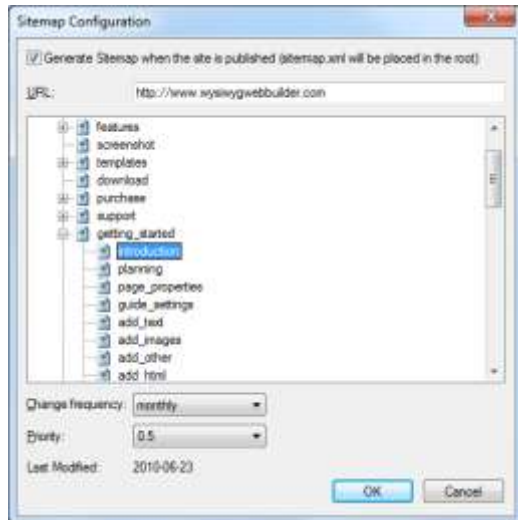 Sitemap Configuration
Generate Sitemap when the site is published (sitemap.xml will be placed in the root)
URL: http://www.wysiwygwebbuilder.com
features
screenshot
templates
download
purchase
support
getting_started
introduction
planning
page_properties
guide_settings
add_text
add_images
add_other
add_html
Change frequency: monthly
Priority: 0.5
Last Modified: 2010-06-23
OK Cancel